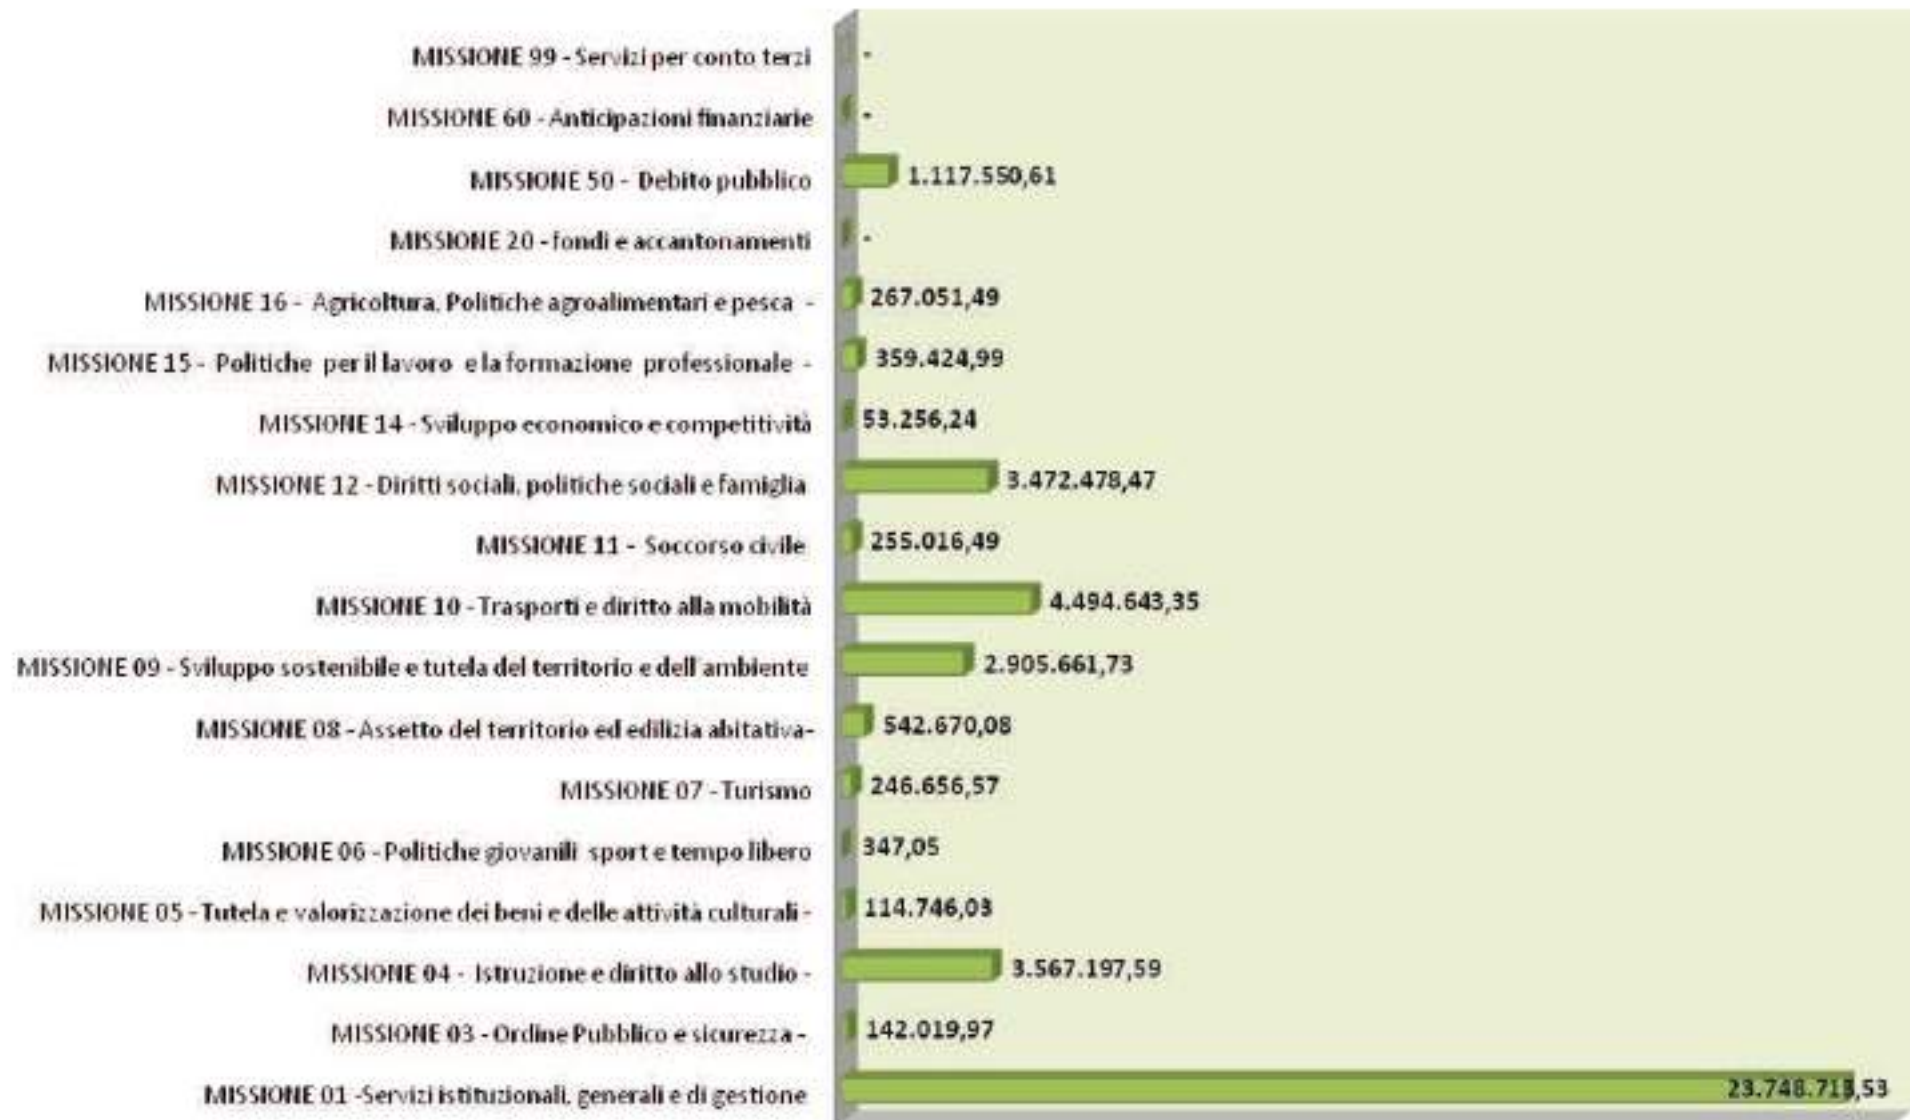 MISSIONE 99 - Servizi per conto terzi -
MISSIONE 60 - Anticipazioni finanziarie -
MISSIONE 50 - Debito pubblico 1.117.550,61
MISSIONE 20 - fondi e accantonamenti -
MISSIONE 16 - Agricoltura, Politiche agroalimentari e pesca - 267.051,49
MISSIONE 15 - Politiche per il lavoro e la formazione professionale - 359.424,99
MISSIONE 14 - Sviluppo economico e competitività 53.256,24
MISSIONE 12 - Diritti sociali, politiche sociali e famiglia 3.472.478,47
MISSIONE 11 - Soccorso civile 255.016,49
MISSIONE 10 - Trasporti e diritto alla mobilità 4.494.643,35
MISSIONE 09 - Sviluppo sostenibile e tutela del territorio e dell'ambiente 2.905.661,73
MISSIONE 08 - Assetto del territorio ed edilizia abitativa- 542.670,08
MISSIONE 07 - Turismo 246.656,57
MISSIONE 06 - Politiche giovanili sport e tempo libero 347,05
MISSIONE 05 - Tutela e valorizzazione dei beni e delle attività culturali - 114.746,03
MISSIONE 04 - Istruzione e diritto allo studio - 3.567.197,59
MISSIONE 03 - Ordine Pubblico e sicurezza - 142.019,97
MISSIONE 01 -Servizi istituzionali, generali e di gestione 23.748.713,53